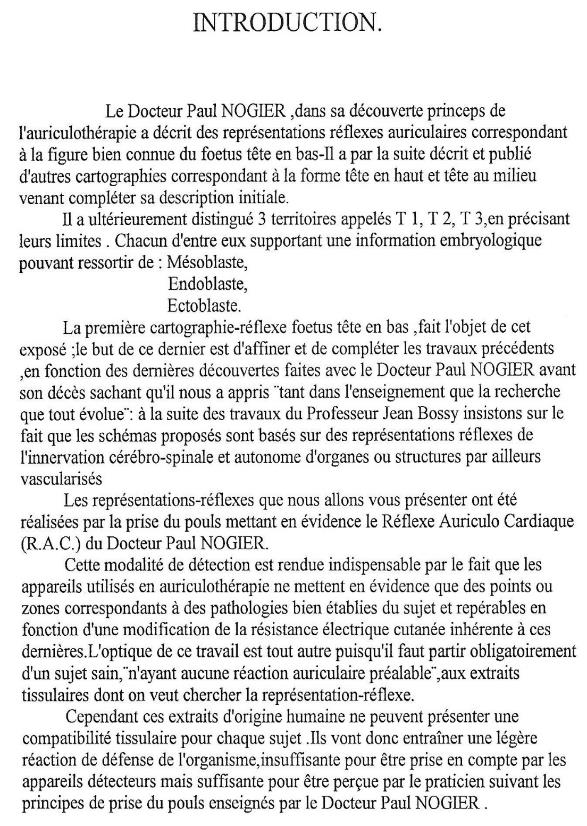 INTRODUCTION.
Le Docteur Paul NOGIER ,dans sa découverte princeps de
l'auriculothérapie a décrit des représentations réflexes auriculaires correspondant
à la figure bien connue du foetus tête en bas-Il a par la suite décrit et publié
d'autres cartographies correspondant à la forme tête en haut et tête au milieu
venant compléter sa description initiale.
Il a ultérieurement distingué 3 territoires appelés T 1, T 2, T 3,en précisant
leurs limites . Chacun d'entre eux supportant une information embryologique
pouvant ressortir de : Mésoblaste,
Endoblaste,
Ectoblaste.
La première cartographie-réflexe foetus tête en bas ,fait l'objet de cet
exposé ;le but de ce dernier est d'affiner et de compléter les travaux précédents
,en fonction des dernières découvertes faites avec le Docteur Paul NOGIER avant
son décès sachant qu'il nous a appris ¨tant dans l'enseignement que la recherche
que tout évolue¨: à la suite des travaux du Professeur Jean Bossy insistons sur le
fait que les schémas proposés sont basés sur des représentations réflexes de
l'innervation cérébro-spinale et autonome d'organes ou structures par ailleurs
vascularisés
Les représentations-réflexes que nous allons vous présenter ont été
réalisées par la prise du pouls mettant en évidence le Réflexe Auriculo Cardiaque
(R.A.C.) du Docteur Paul NOGIER.
Cette modalité de détection est rendue indispensable par le fait que les
appareils utilisés en auriculothérapie ne mettent en évidence que des points ou
zones correspondants à des pathologies bien établies du sujet et repérables en
fonction d'une modification de la résistance électrique cutanée inhérente à ces
dernières.L'optique de ce travail est tout autre puisqu'il faut partir obligatoirement
d'un sujet sain,¨n'ayant aucune réaction auriculaire préalable¨,aux extraits
tissulaires dont on veut chercher la représentation-réflexe.
Cependant ces extraits d'origine humaine ne peuvent présenter une
compatibilité tissulaire pour chaque sujet .Ils vont donc entraîner une légère
réaction de défense de l'organisme,insuffisante pour être prise en compte par les
appareils détecteurs mais suffisante pour être perçue par le praticien suivant les
principes de prise du pouls enseignés par le Docteur Paul NOGIER .